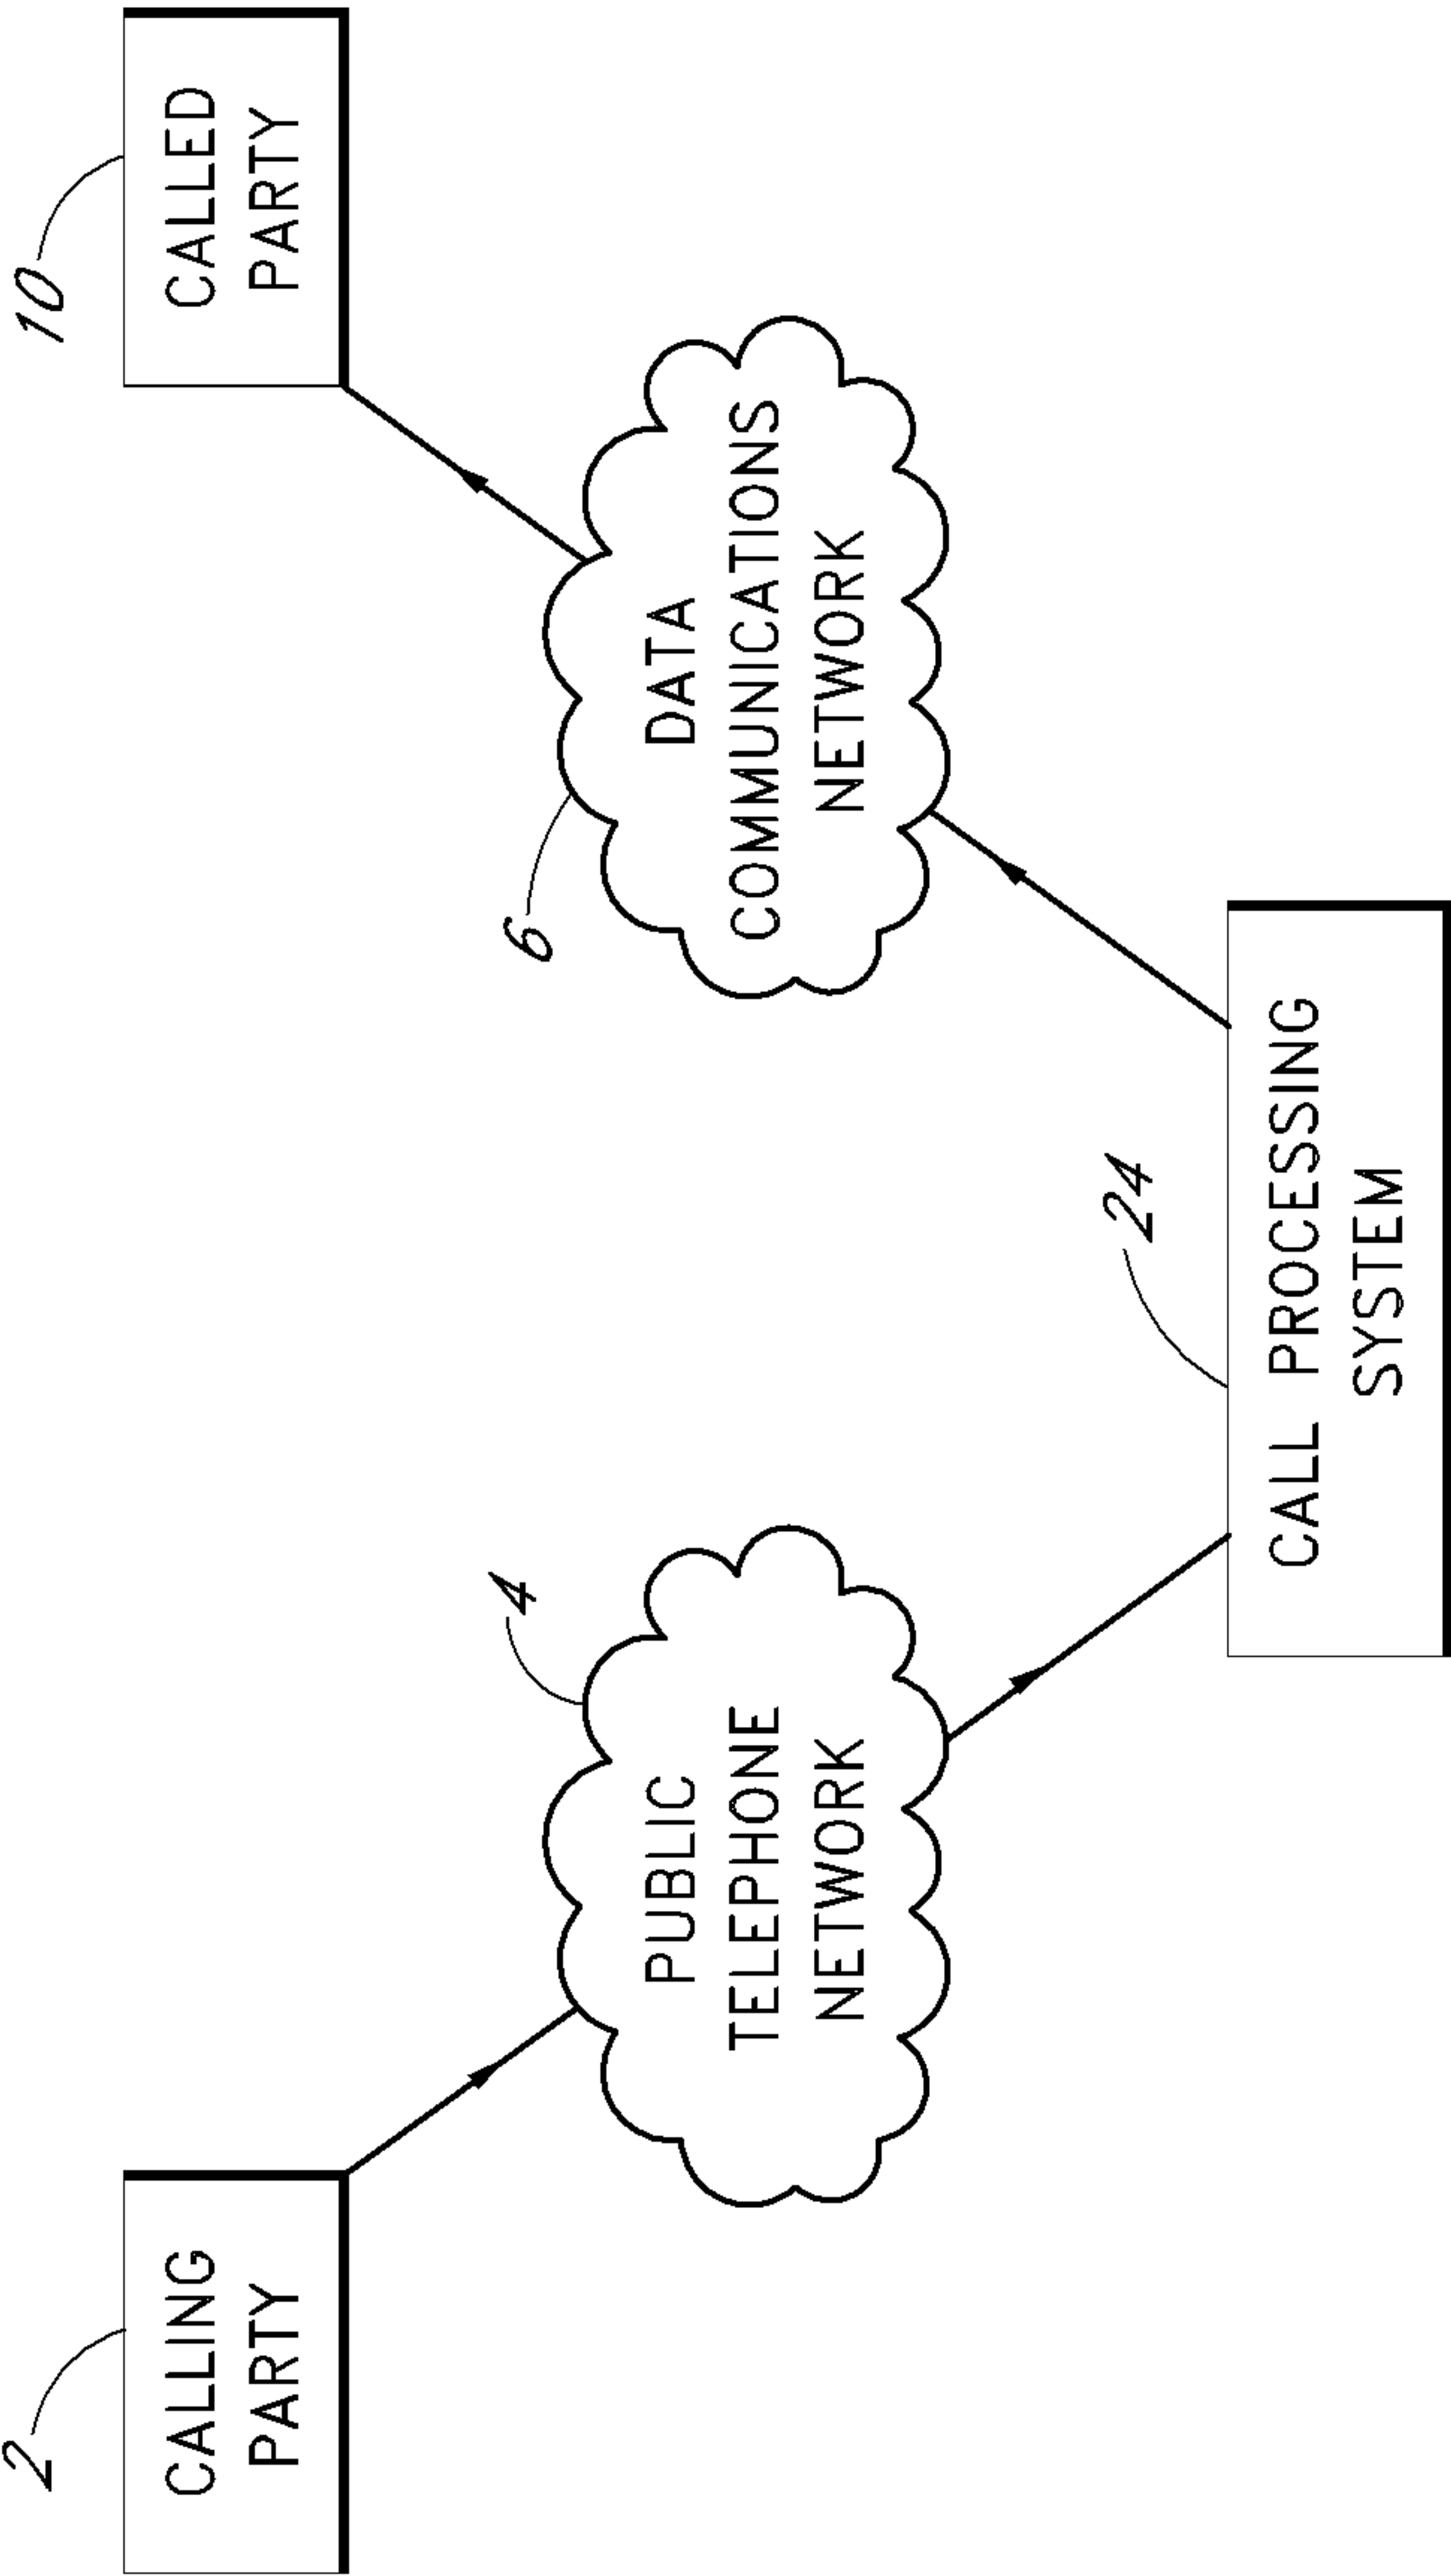 2
CALLING
PARTY
4
PUBLIC
TELEPHONE
NETWORK
24
CALL PROCESSING
SYSTEM
6
DATA
COMMUNICATIONS
NETWORK
10
CALLED
PARTY